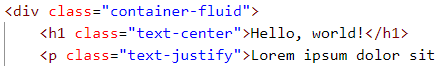 <div class="container-fluid">
<h1 class="text-center">Hello, world!</h1>
<p class="text-justify">Lorem ipsum dolor sit